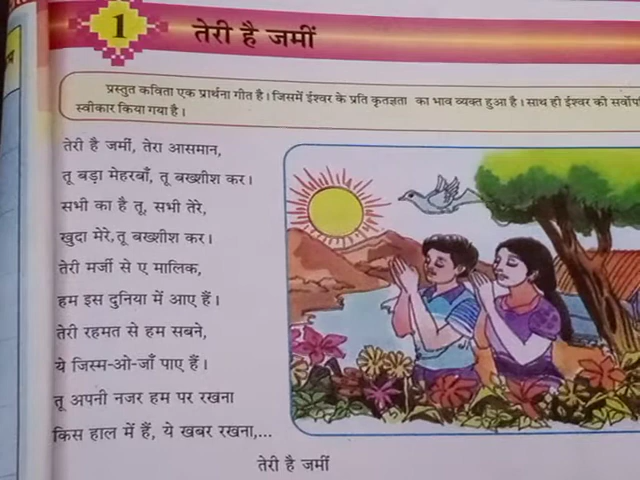 1
तेरी है जमीं
प्रस्तुत कविता एक प्रार्थना गीत है। जिसमें ईश्वर के प्रति कृतज्ञता का भाव व्यक्त हुआ है। साथ ही ईश्वर की
स्वीकार किया गया है।
तेरी है जमीं, तेरा आसमान,
तू बड़ा मेहरबाँ, तू बख्शीश कर।
सभी का है तू, सभी तेरे,
खुदा मेरे, तू बख्शीश कर।
तेरी मर्जी से ए मालिक,
हम इस दुनिया में आए हैं।
तेरी रहमत से हम सबने,
ये जिस्म-ओ-जाँ पाए हैं।
तू अपनी नजर हम पर रखना
किस हाल में हैं, ये खबर रखना,...
तेरी है जमीं